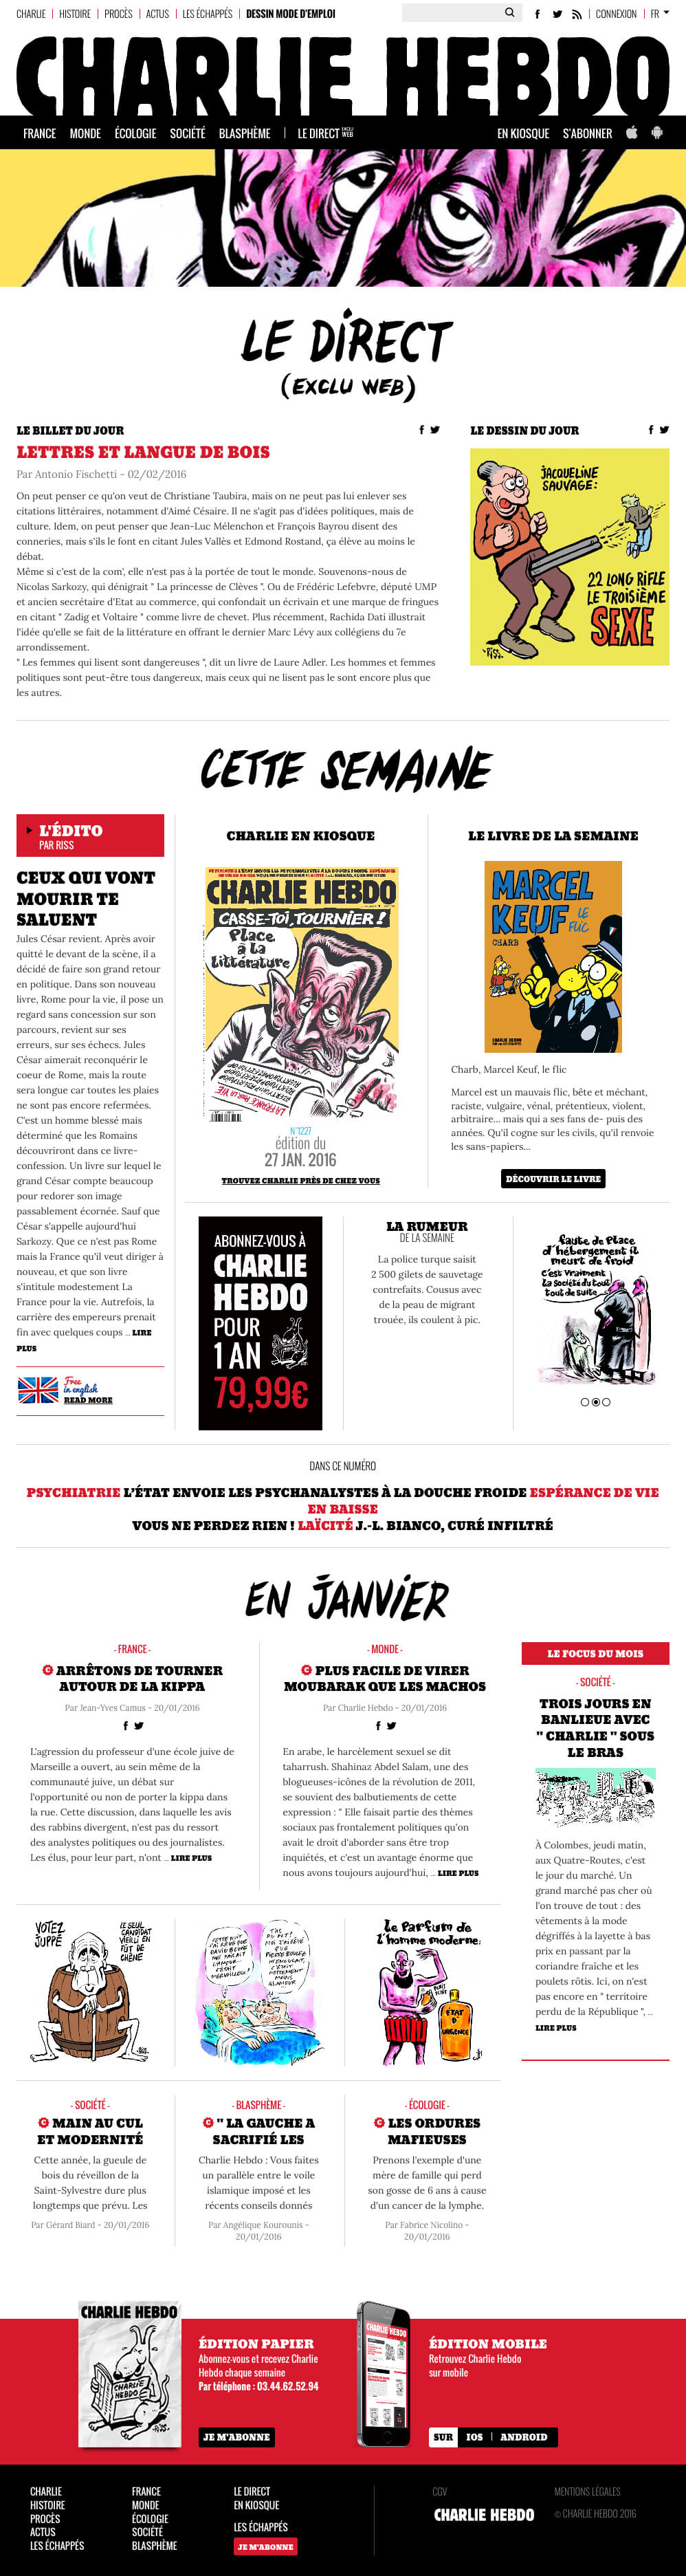 CHARLIE | HISTOIRE | PROCÈS | ACTUS | LES ÉCHAPPÉS | DESSIN MODE D'EMPLOI
CONNEXION | FR
CHARLIE HEBDO
FRANCE MONDE ÉCOLOGIE SOCIÉTÉ BLASPHÈME | LE DIRECT EXCLU WEB
EN KIOSQUE S'ABONNER
LE DIRECT
(EXCLU WEB)
LE BILLET DU JOUR
LETTRES ET LANGUE DE BOIS
Par Antonio Fischetti - 02/02/2016
On peut penser ce qu'on veut de Christiane Taubira, mais on ne peut pas lui enlever ses
citations littéraires, notamment d'Aimé Césaire. Il ne s'agit pas d'idées politiques, mais de
culture. Idem, on peut penser que Jean-Luc Mélenchon et François Bayrou disent des
conneries, mais s'ils le font en citant Jules Vallès et Edmond Rostand, ça élève au moins le
débat.
Même si c'est de la com', elle n'est pas à la portée de tout le monde. Souvenons-nous de
Nicolas Sarkozy, qui dénigrait " La princesse de Clèves ". Ou de Frédéric Lefebvre, député UMP
et ancien secrétaire d'Etat au commerce, qui confondait un écrivain et une marque de fringues
en citant " Zadig et Voltaire " comme livre de chevet. Plus récemment, Rachida Dati illustrait
l'idée qu'elle se fait de la littérature en offrant le dernier Marc Lévy aux collégiens du 7e
arrondissement.
" Les femmes qui lisent sont dangereuses ", dit un livre de Laure Adler. Les hommes et femmes
politiques sont peut-être tous dangereux, mais ceux qui ne lisent pas le sont encore plus que
les autres.
LE DESSIN DU JOUR
JACQUELINE
SAUVAGE :
22 LONG RIFLE
LE TROISIÈME
SEXE
RISS
CETTE SEMAINE
L'ÉDITO
PAR RISS
CEUX QUI VONT
MOURIR TE
SALUENT
Jules César revient. Après avoir
quitté le devant de la scène, il a
décidé de faire son grand retour
en politique. Dans son nouveau
livre, Rome pour la vie, il pose un
regard sans concession sur son
parcours, revient sur ses
erreurs, sur ses échecs. Jules
César aimerait reconquérir le
coeur de Rome, mais la route
sera longue car toutes les plaies
ne sont pas encore refermées.
C'est un homme blessé mais
déterminé que les Romains
découvriront dans ce livre-
confession. Un livre sur lequel le
grand César compte beaucoup
pour redorer son image
passablement écornée. Sauf que
César s'appelle aujourd'hui
Sarkozy. Que ce n'est pas Rome
mais la France qu'il veut diriger à
nouveau, et que son livre
s'intitule modestement La
France pour la vie. Autrefois, la
carrière des empereurs prenait
fin avec quelques coups ... LIRE
PLUS
Free
in english
READ MORE
CHARLIE EN KIOSQUE
CHARLIE HEBDO
CASSE-TOI, TOURNIER !
Place
à la
Littérature
LA FRANCE POUR LA VIE
N°1227
édition du
27 JAN. 2016
TROUVEZ CHARLIE PRÈS DE CHEZ VOUS
LE LIVRE DE LA SEMAINE
MARCEL
KEUF LE
FLIC
CHARB
CHARLIE HEBDO
Charb, Marcel Keuf, le flic
Marcel est un mauvais flic, bête et méchant,
raciste, vulgaire, vénal, prétentieux, violent,
arbitraire... mais qui a ses fans de- puis des
années. Qu'il cogne sur les civils, qu'il renvoie
les sans-papiers...
DÉCOUVRIR LE LIVRE
ABONNEZ-VOUS À
CHARLIE
HEBDO
POUR
1 AN
79,99€
LA RUMEUR
DE LA SEMAINE
La police turque saisit
2 500 gilets de sauvetage
contrefaits. Cousus avec
de la peau de migrant
trouée, ils coulent à pic.
faute de Place
d'hébergement il
meurt de froid
c'est vraiment
la société du tout
tout de suite
DANS CE NUMÉRO
PSYCHIATRIE L'ÉTAT ENVOIE LES PSYCHANALYSTES À LA DOUCHE FROIDE ESPÉRANCE DE VIE
EN BAISSE
VOUS NE PERDEZ RIEN ! LAÏCITÉ J.-L. BIANCO, CURÉ INFILTRÉ
EN JANVIER
- FRANCE -
ARRÊTONS DE TOURNER
AUTOUR DE LA KIPPA
Par Jean-Yves Camus - 20/01/2016
L'agression du professeur d'une école juive de
Marseille a ouvert, au sein même de la
communauté juive, un débat sur
l'opportunité ou non de porter la kippa dans
la rue. Cette discussion, dans laquelle les avis
des rabbins divergent, n'est pas du ressort
des analystes politiques ou des journalistes.
Les élus, pour leur part, n'ont ... LIRE PLUS
- MONDE -
PLUS FACILE DE VIRER
MOUBARAK QUE LES MACHOS
Par Charlie Hebdo - 20/01/2016
En arabe, le harcèlement sexuel se dit
taharrush. Shahinaz Abdel Salam, une des
blogueuses-icônes de la révolution de 2011,
se souvient des balbutiements de cette
expression : " Elle faisait partie des thèmes
sociaux pas frontalement politiques qu'on
avait le droit d'aborder sans être trop
inquiétés, et c'est un avantage énorme que
nous avons toujours aujourd'hui, ... LIRE PLUS
LE FOCUS DU MOIS
- SOCIÉTÉ -
TROIS JOURS EN
BANLIEUE AVEC
" CHARLIE " SOUS
LE BRAS
À Colombes, jeudi matin,
aux Quatre-Routes, c'est
le jour du marché. Un
grand marché pas cher où
l'on trouve de tout : des
vêtements à la mode
dégriffés à la layette à bas
prix en passant par la
coriandre fraîche et les
poulets rôtis. Ici, on n'est
pas encore en " territoire
perdu de la République ", ...
LIRE PLUS
VOTEZ
JUPPÉ
LE SEUL
CANDIDAT
VIEILLI EN
FÛT DE
CHÊNE
le Parfum de
l'homme moderne:
ÉTAT
D'
URGENCE
- SOCIÉTÉ -
MAIN AU CUL
ET MODERNITÉ
Cette année, la gueule de
bois du réveillon de la
Saint-Sylvestre dure plus
longtemps que prévu. Les
Par Gérard Biard - 20/01/2016
- BLASPHÈME -
" LA GAUCHE A
SACRIFIÉ LES
Charlie Hebdo : Vous faites
un parallèle entre le voile
islamique imposé et les
récents conseils donnés
Par Angélique Kourounis -
20/01/2016
- ÉCOLOGIE -
LES ORDURES
MAFIEUSES
Prenons l'exemple d'une
mère de famille qui perd
son gosse de 6 ans à cause
d'un cancer de la lymphe.
Par Fabrice Nicolino -
20/01/2016
CHARLIE HEBDO
CHARLIE
HEBDO
ÉDITION PAPIER
Abonnez-vous et recevez Charlie
Hebdo chaque semaine
Par téléphone : 03.44.62.52.94
JE M'ABONNE
CHARLIE HEBDO
ÉDITION MOBILE
Retrouvez Charlie Hebdo
sur mobile
SUR IOS | ANDROID
CHARLIE
HISTOIRE
PROCÈS
ACTUS
LES ÉCHAPPÉS
FRANCE
MONDE
ÉCOLOGIE
SOCIÉTÉ
BLASPHÈME
LE DIRECT
EN KIOSQUE
LES ÉCHAPPÉS
JE M'ABONNE
CGV
CHARLIE HEBDO
MENTIONS LÉGALES
© CHARLIE HEBDO 2016